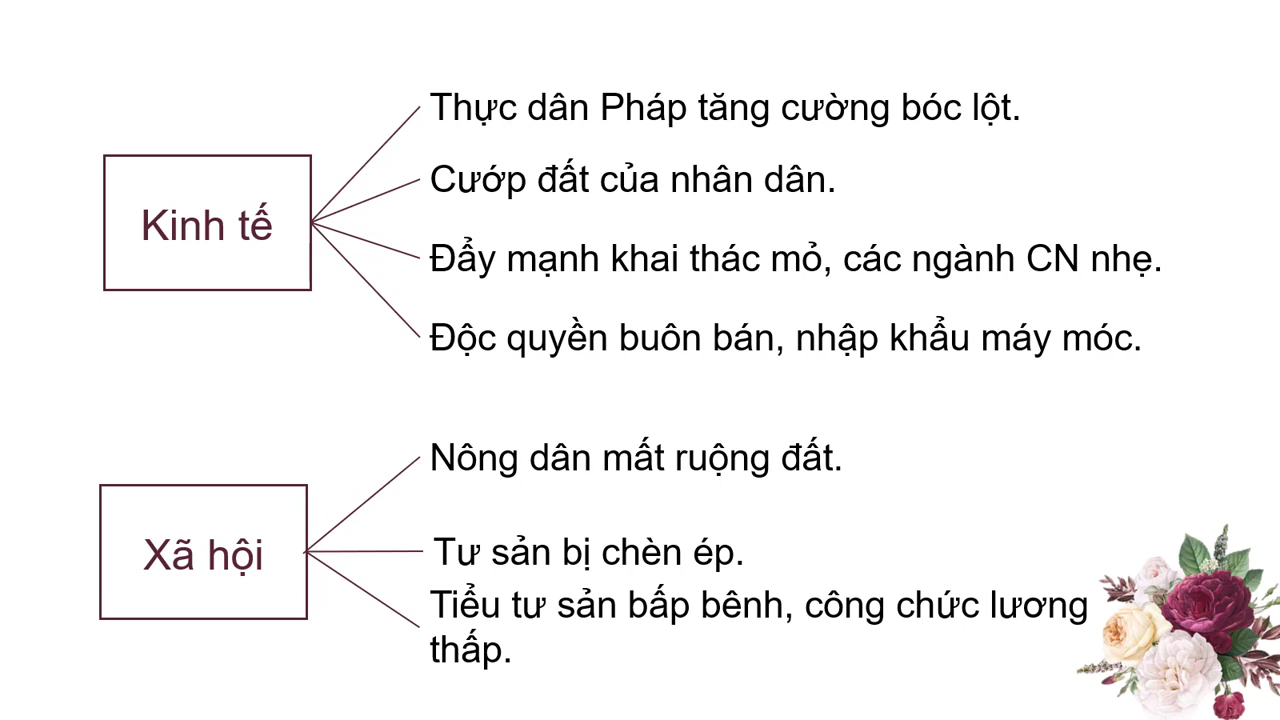 Kinh tế
Thực dân Pháp tăng cường bóc lột.
Cướp đất của nhân dân.
Đẩy mạnh khai thác mỏ, các ngành CN nhẹ.
Độc quyền buôn bán, nhập khẩu máy móc.
Xã hội
Nông dân mất ruộng đất.
Tư sản bị chèn ép.
Tiểu tư sản bấp bênh, công chức lương
thấp.